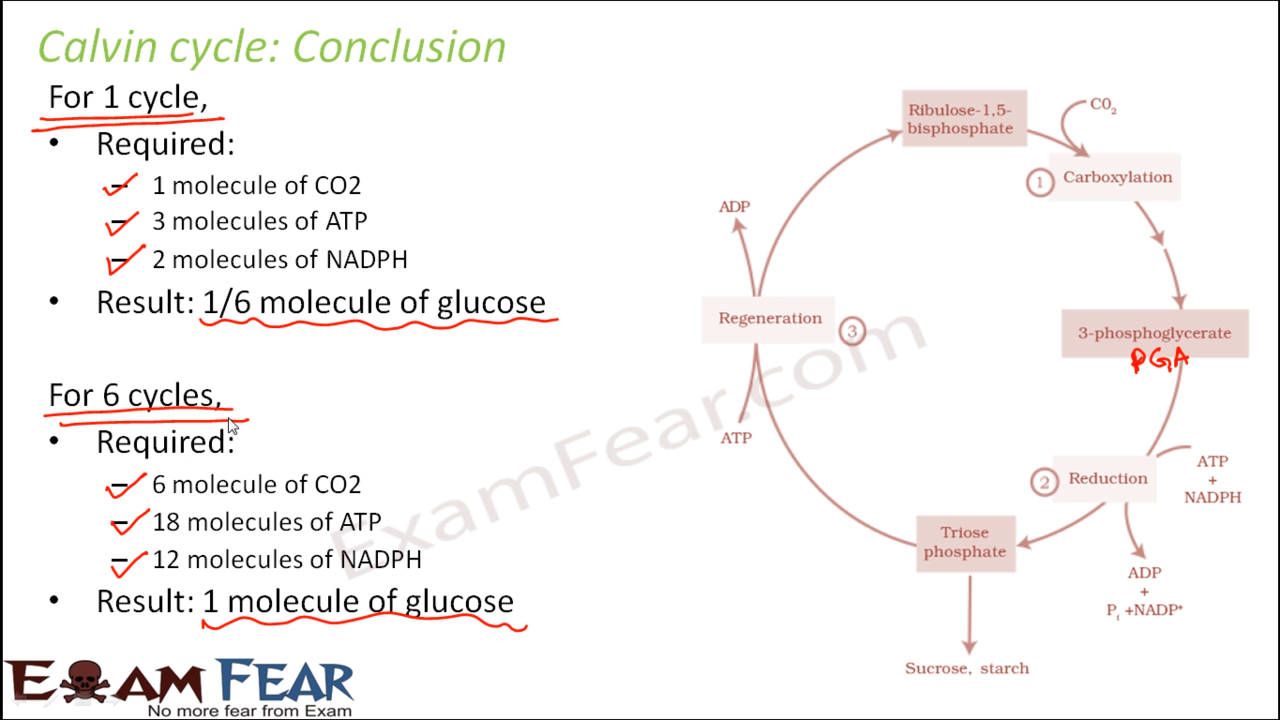 Calvin cycle: Conclusion
For 1 cycle,
• Required:
– 1 molecule of CO2
– 3 molecules of ATP
– 2 molecules of NADPH
• Result: 1/6 molecule of glucose
For 6 cycles,
• Required:
– 6 molecule of CO2
– 18 molecules of ATP
– 12 molecules of NADPH
• Result: 1 molecule of glucose
Ribulose-1,5-
bisphosphate
C0₂
1
Carboxylation
ADP
Regeneration
3
3-phosphoglycerate
PGA
ATP
2
Reduction
ATP
+
NADPH
Triose
phosphate
ADP
+
Pᵢ +NADP⁺
Sucrose, starch
ExamFear.com
EXAM FEAR
No more fear from Exam